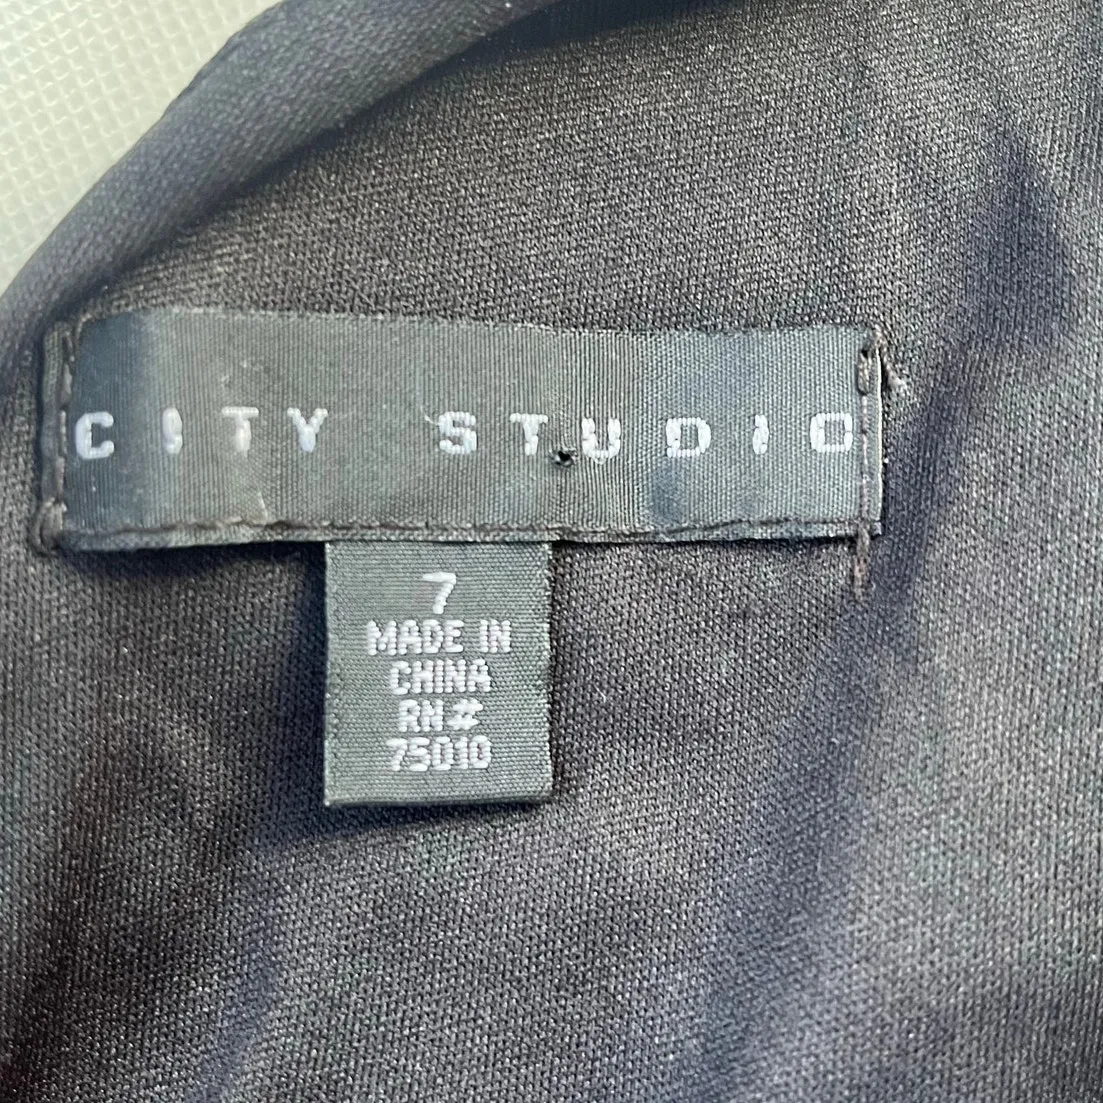 CITY STUDIO
7
MADE IN
CHINA
RN#
75010